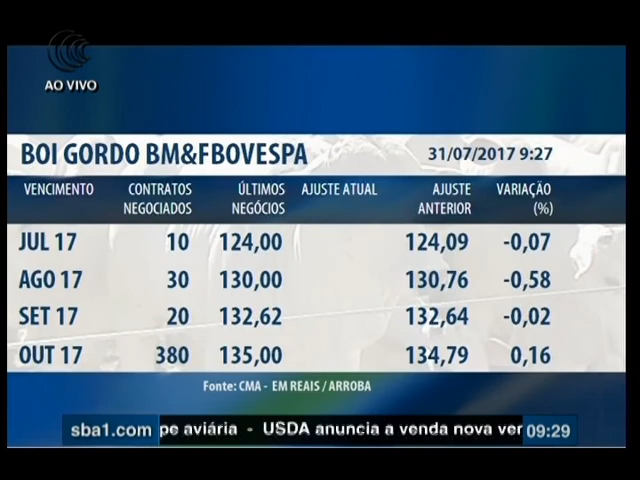 AO VIVO
BOI GORDO BM&FBOVESPA 31/07/2017 9:27
VENCIMENTO CONTRATOS NEGOCIADOS ÚLTIMOS NEGÓCIOS AJUSTE ATUAL AJUSTE ANTERIOR VARIAÇÃO (%)
JUL 17 10 124,00 124,09 -0,07
AGO 17 30 130,00 130,76 -0,58
SET 17 20 132,62 132,64 -0,02
OUT 17 380 135,00 134,79 0,16
Fonte: CMA - EM REAIS / ARROBA
sba1.com pe aviária - USDA anuncia a venda nova ver 09:29